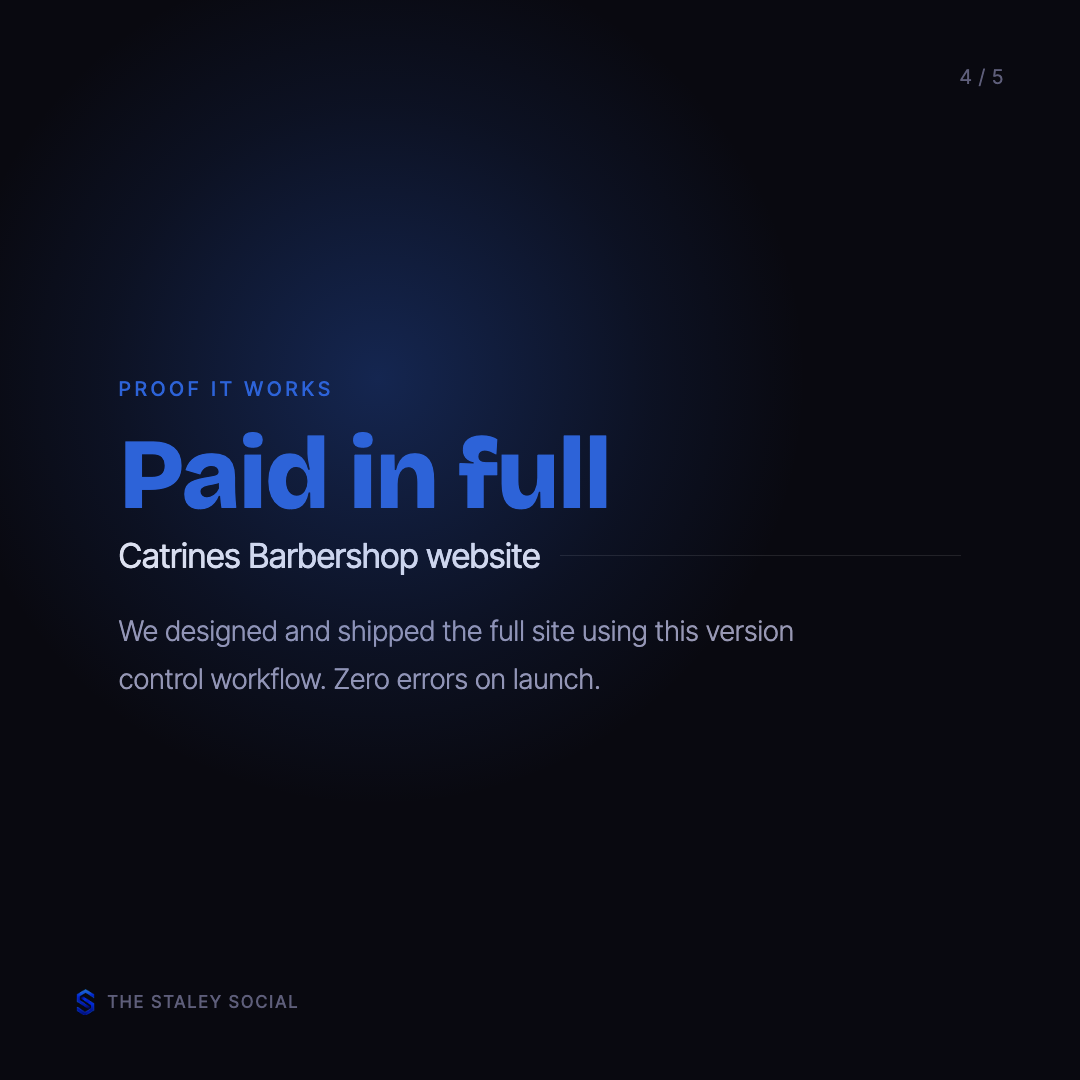 4 / 5
PROOF IT WORKS
Paid in full
Catrines Barbershop website
We designed and shipped the full site using this version
control workflow. Zero errors on launch.
THE STALEY SOCIAL